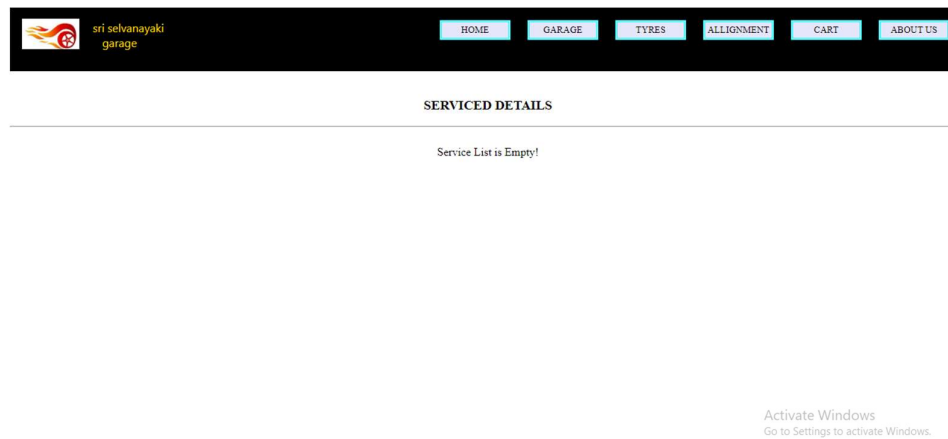 sri selvanayaki
garage
HOME
GARAGE
TYRES
ALLIGNMENT
CART
ABOUT US
SERVICED DETAILS
Service List is Empty!
Activate Windows
Go to Settings to activate Windows.